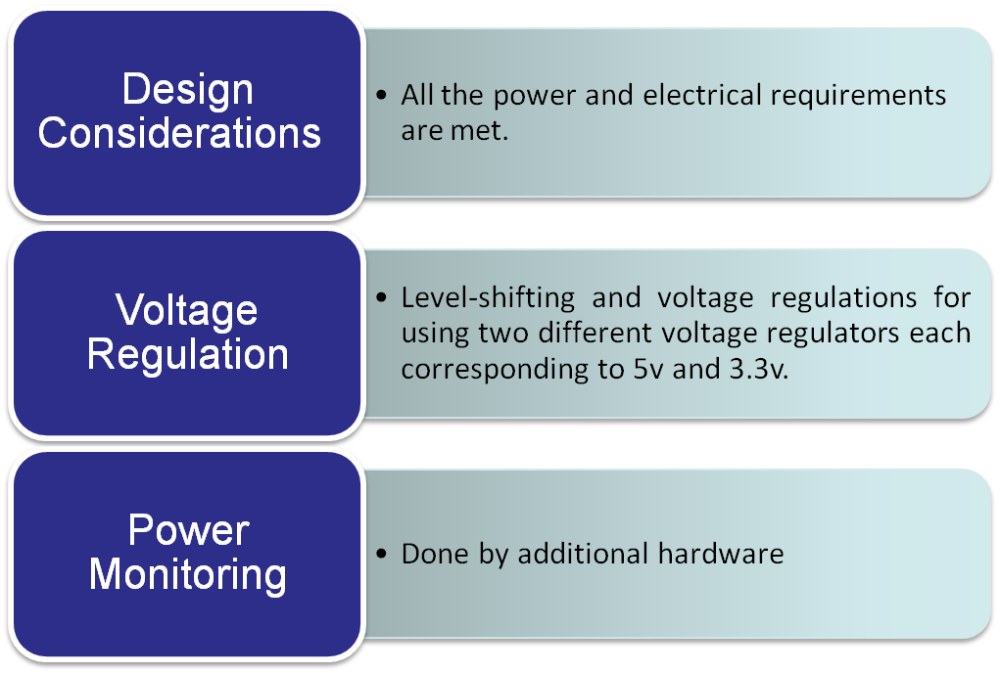 Design
Considerations
• All the power and electrical requirements
are met.
Voltage
Regulation
• Level-shifting and voltage regulations for
using two different voltage regulators each
corresponding to 5v and 3.3v.
Power
Monitoring
• Done by additional hardware